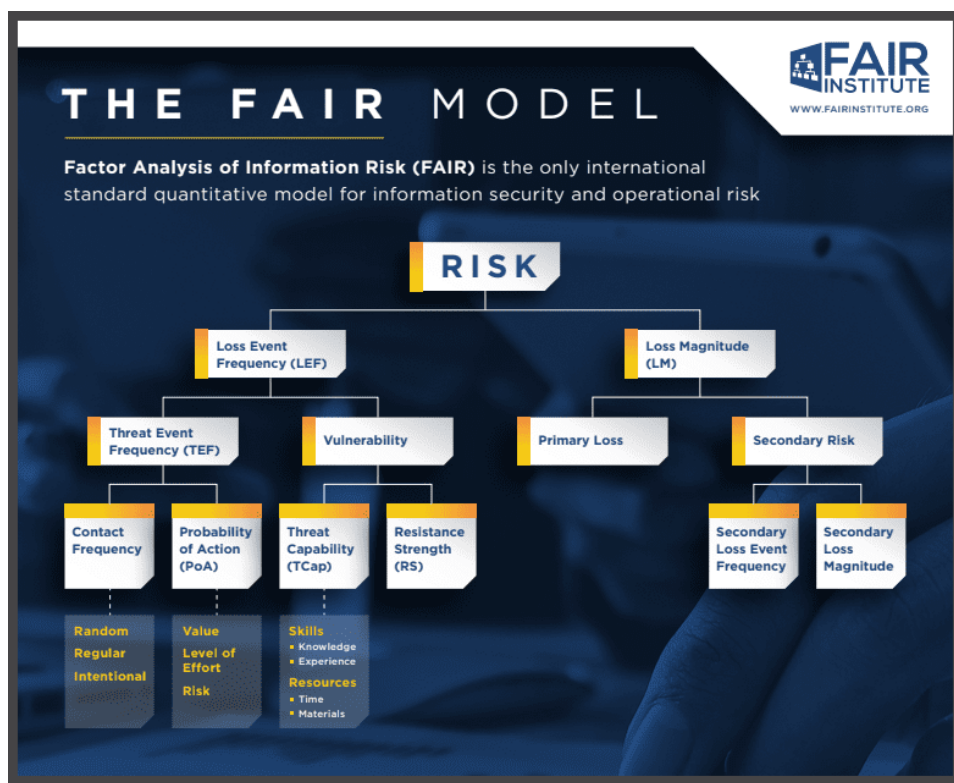 FAIR
INSTITUTE
WWW.FAIRINSTITUTE.ORG
THE FAIR MODEL
Factor Analysis of Information Risk (FAIR) is the only international
standard quantitative model for information security and operational risk
RISK
Loss Event
Frequency (LEF)
Loss Magnitude
(LM)
Threat Event
Frequency (TEF)
Vulnerability
Primary Loss
Secondary Risk
Contact
Frequency
Probability
of Action
(PoA)
Threat
Capability
(TCap)
Resistance
Strength
(RS)
Secondary
Loss Event
Frequency
Secondary
Loss
Magnitude
Random
Regular
Intentional
Value
Level of
Effort
Risk
Skills
▪ Knowledge
▪ Experience
Resources
▪ Time
▪ Materials